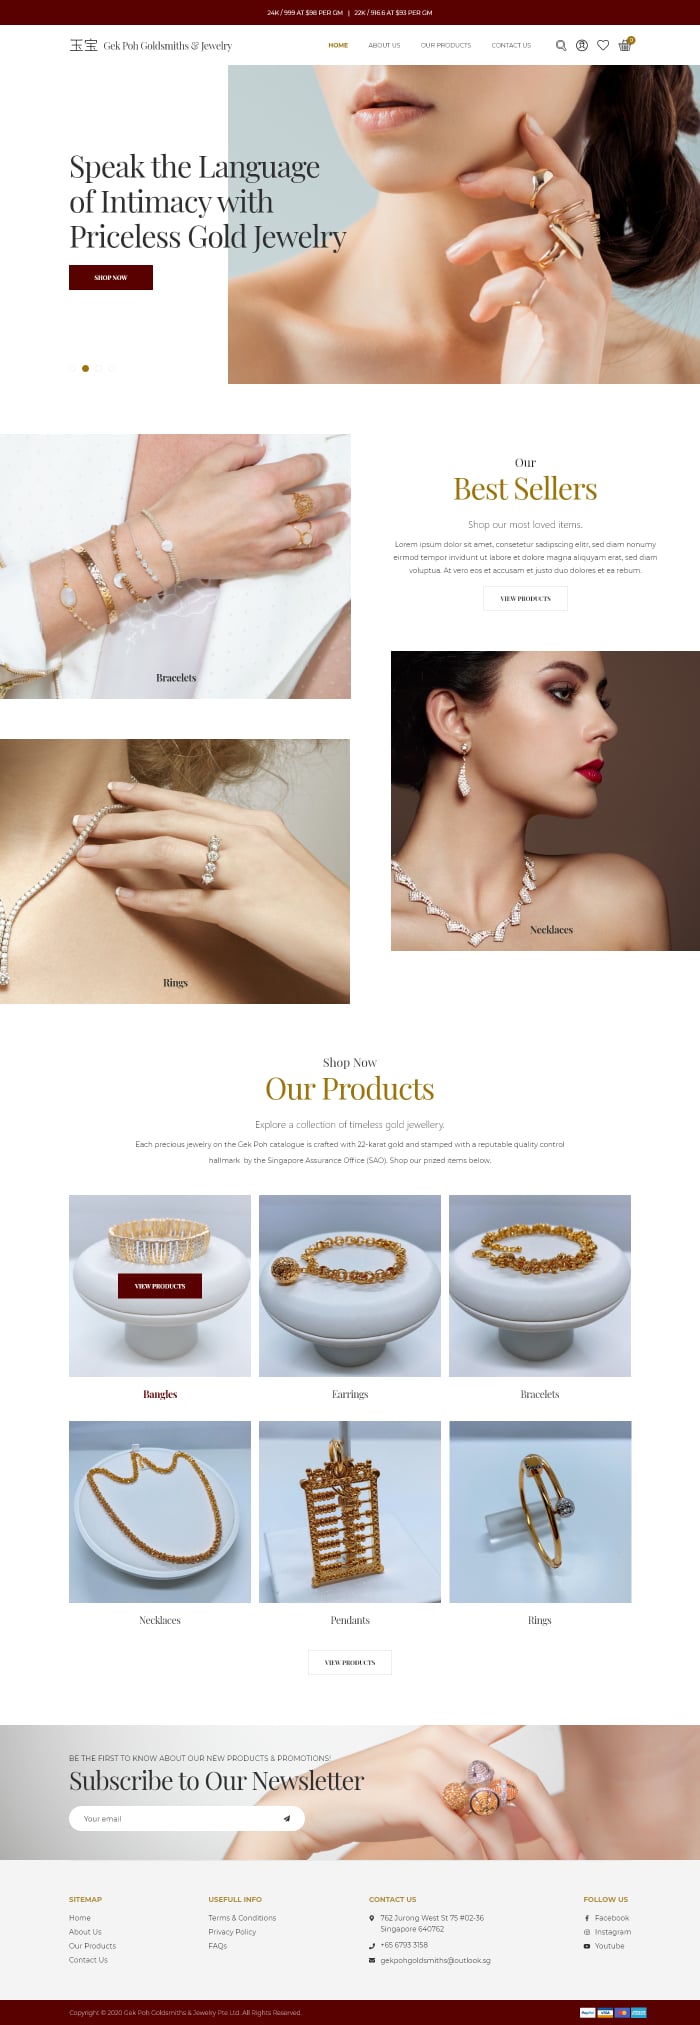 24K / 999 AT $98 PER GM | 22K / 916.6 AT $93 PER GM
玉宝 Gek Poh Goldsmiths & Jewelry
HOME ABOUT US OUR PRODUCTS CONTACT US
0
Speak the Language
of Intimacy with
Priceless Gold Jewelry
SHOP NOW
Our
Best Sellers
Shop our most loved items.
Lorem ipsum dolor sit amet, consetetur sadipscing elitr, sed diam nonumy
eirmod tempor invidunt ut labore et dolore magna aliquyam erat, sed diam
voluptua. At vero eos et accusam et justo duo dolores et ea rebum.
VIEW PRODUCTS
Bracelets
Necklaces
Rings
Shop Now
Our Products
Explore a collection of timeless gold jewellery.
Each precious jewelry on the Gek Poh catalogue is crafted with 22-karat gold and stamped with a reputable quality control
hallmark by the Singapore Assurance Office (SAO). Shop our prized items below.
VIEW PRODUCTS
Bangles
Earrings
Bracelets
Necklaces
Pendants
Rings
VIEW PRODUCTS
BE THE FIRST TO KNOW ABOUT OUR NEW PRODUCTS & PROMOTIONS!
Subscribe to Our Newsletter
Your email
SITEMAP
Home
About Us
Our Products
Contact Us
USEFULL INFO
Terms & Conditions
Privacy Policy
FAQs
CONTACT US
762 Jurong West St 75 #02-36
Singapore 640762
+65 6793 3158
gekpohgoldsmiths@outlook.sg
FOLLOW US
Facebook
Instagram
Youtube
Copyright © 2020 Gek Poh Goldsmiths & Jewelry Pte Ltd. All Rights Reserved.
PayPal VISA